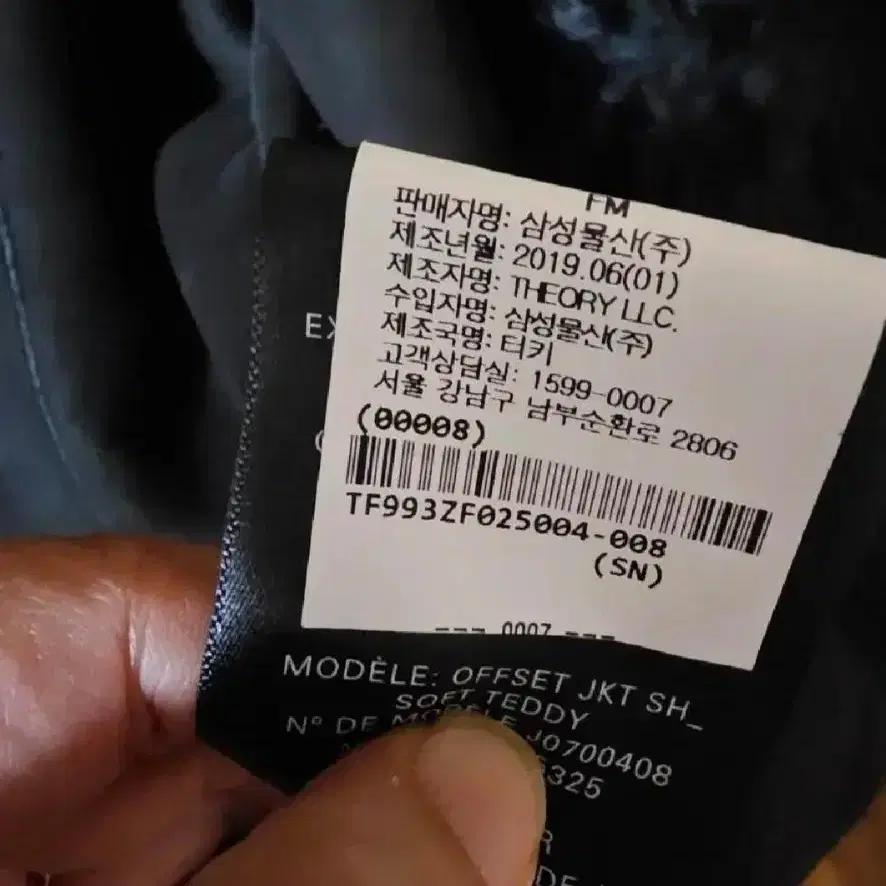 FM
판매자명: 삼성물산(주)
제조년월: 2019.06(01)
제조자명: THEORY LLC.
수입자명: 삼성물산(주)
제조국명: 터키
고객상담실: 1599-0007
서울 강남구 남부순환로 2806
(00008)
TF993ZF025004-008
(SN)
--- 0007 ---
MODÈLE: OFFSET JKT SH_
SOFT TEDDY
N° DE MODÈLE J0700408